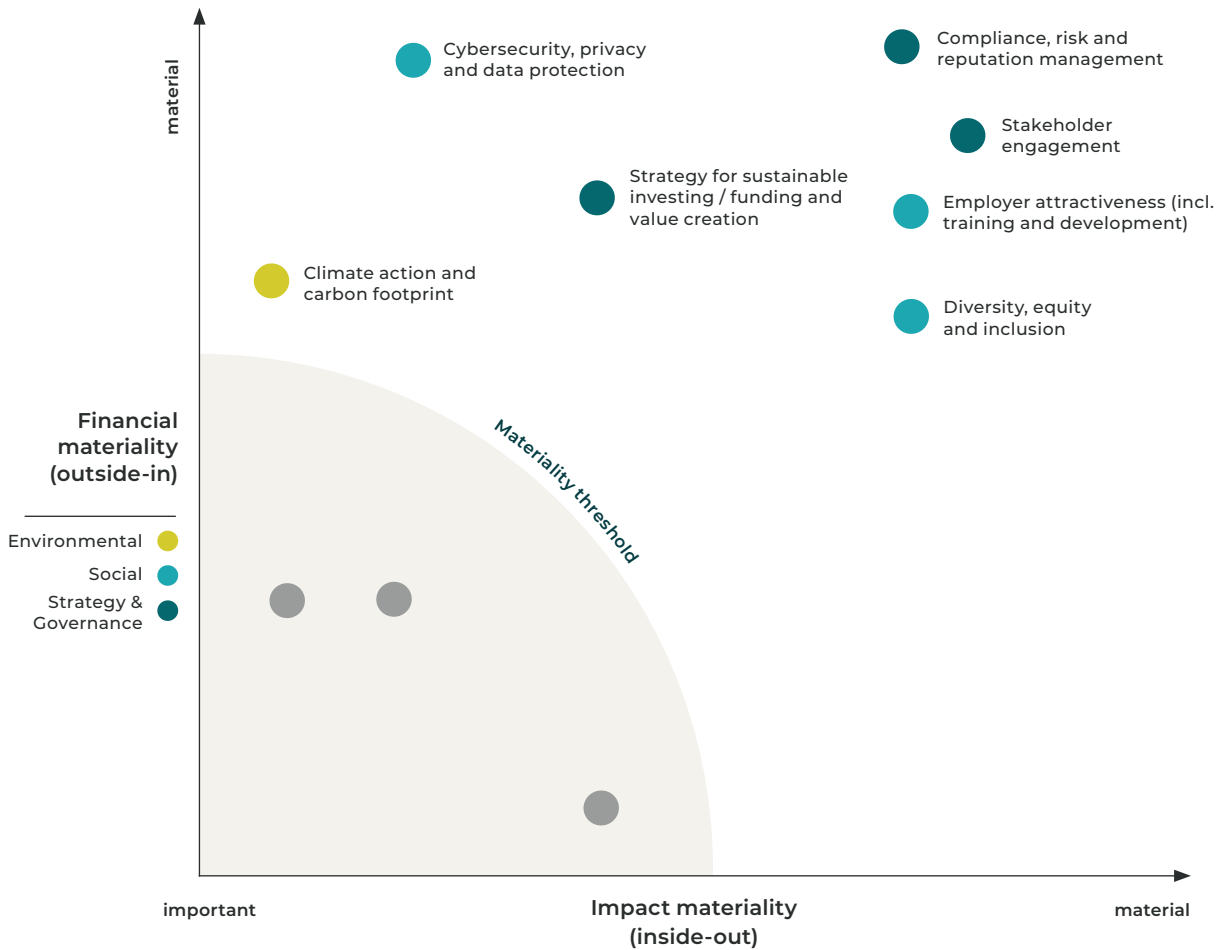 material
Cybersecurity, privacy
and data protection
Compliance, risk and
reputation management
Stakeholder
engagement
Strategy for sustainable
investing / funding and
value creation
Employer attractiveness (incl.
training and development)
Climate action and
carbon footprint
Diversity, equity
and inclusion
Financial
materiality
(outside-in)
Materiality threshold
Environmental
Social
Strategy &
Governance
important
Impact materiality
(inside-out)
material